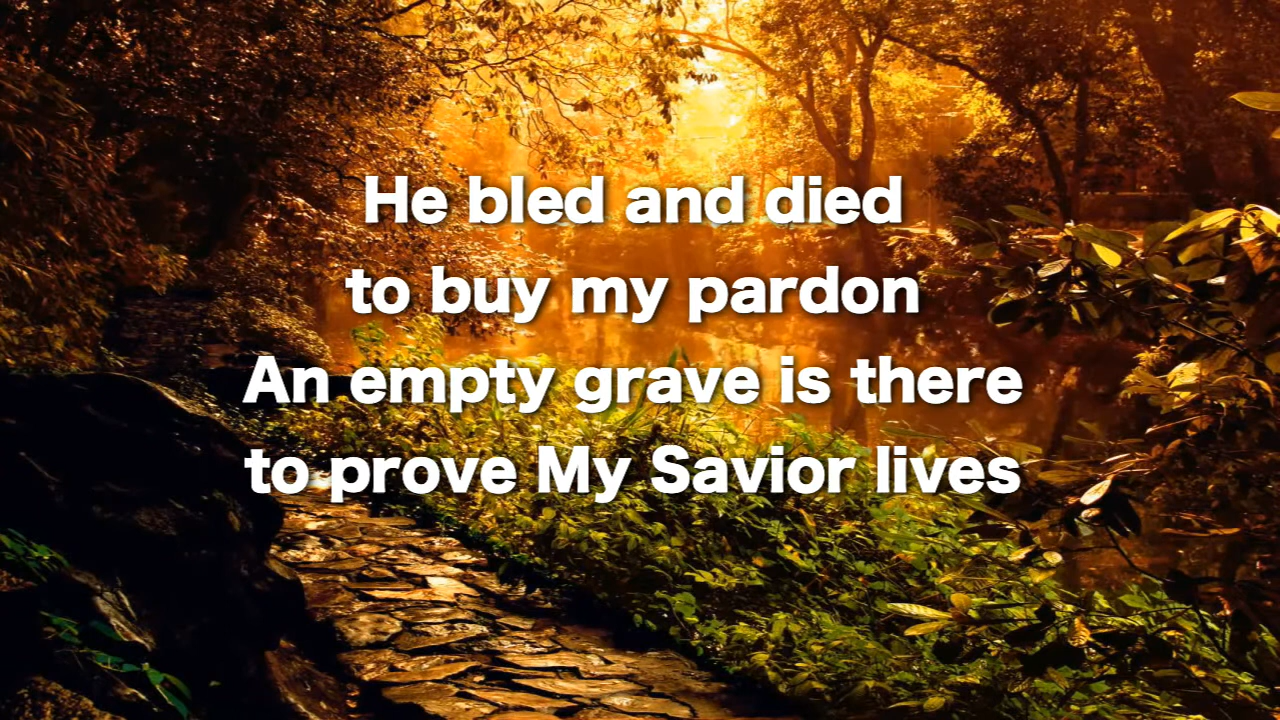 He bled and died
to buy my pardon
An empty grave is there
to prove My Savior lives